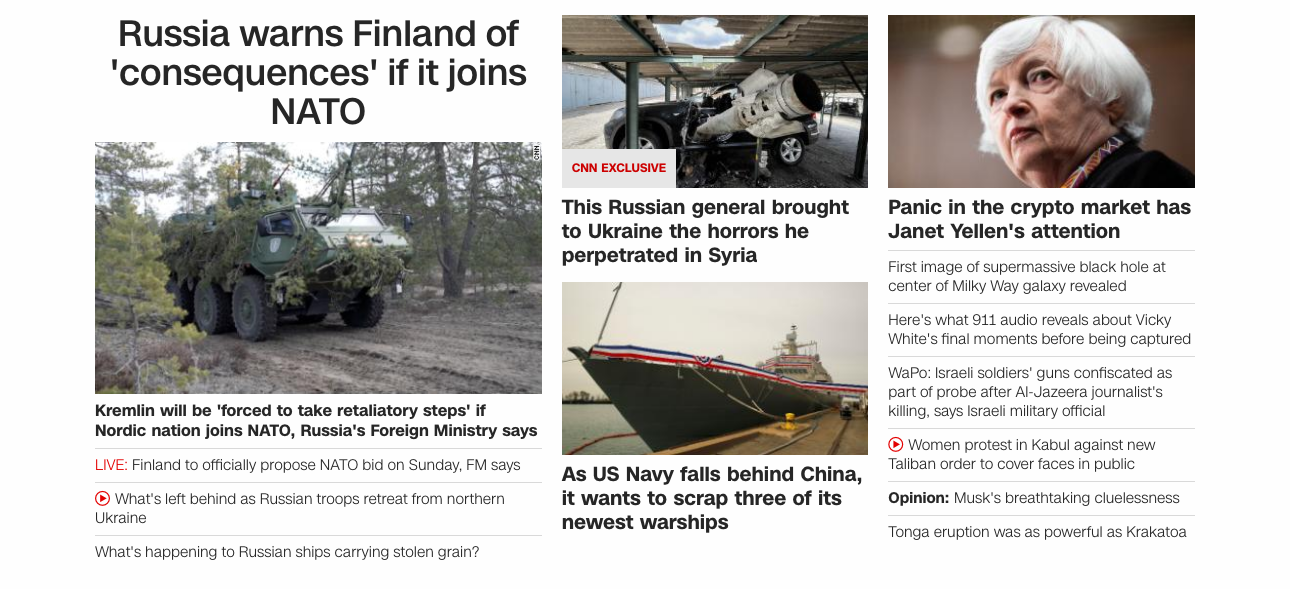 Russia warns Finland of
'consequences' if it joins
NATO
CNN
Kremlin will be 'forced to take retaliatory steps' if
Nordic nation joins NATO, Russia's Foreign Ministry says
LIVE: Finland to officially propose NATO bid on Sunday, FM says
What's left behind as Russian troops retreat from northern
Ukraine
What's happening to Russian ships carrying stolen grain?
CNN EXCLUSIVE
This Russian general brought
to Ukraine the horrors he
perpetrated in Syria
As US Navy falls behind China,
it wants to scrap three of its
newest warships
Panic in the crypto market has
Janet Yellen's attention
First image of supermassive black hole at
center of Milky Way galaxy revealed
Here's what 911 audio reveals about Vicky
White's final moments before being captured
WaPo: Israeli soldiers' guns confiscated as
part of probe after Al-Jazeera journalist's
killing, says Israeli military official
Women protest in Kabul against new
Taliban order to cover faces in public
Opinion: Musk's breathtaking cluelessness
Tonga eruption was as powerful as Krakatoa